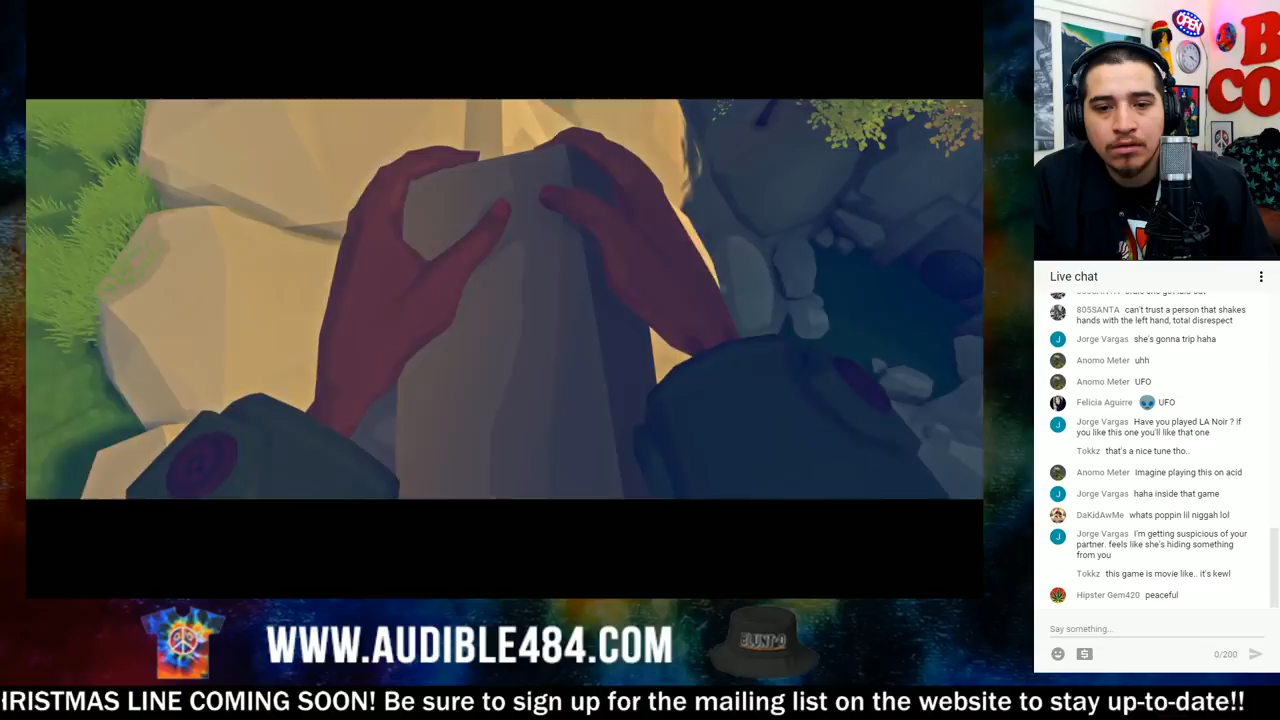 OPEN
B
CO
Live chat
805SANTA can't trust a person that shakes
hands with the left hand, total disrespect
Jorge Vargas she's gonna trip haha
Anomo Meter uhh
Anomo Meter UFO
Felicia Aguirre UFO
Jorge Vargas Have you played LA Noir ? if
you like this one you'll like that one
Tokkz that's a nice tune tho..
Anomo Meter Imagine playing this on acid
Jorge Vargas haha inside that game
DaKidAwMe whats poppin lil niggah lol
Jorge Vargas I'm getting suspicious of your
partner. feels like she's hiding something
from you
Tokkz this game is movie like.. it's kewl
Hipster Gem420 peaceful
Say something...
0/200
WWW.AUDIBLE484.COM
HRISTMAS LINE COMING SOON! Be sure to sign up for the mailing list on the website to stay up-to-date!!